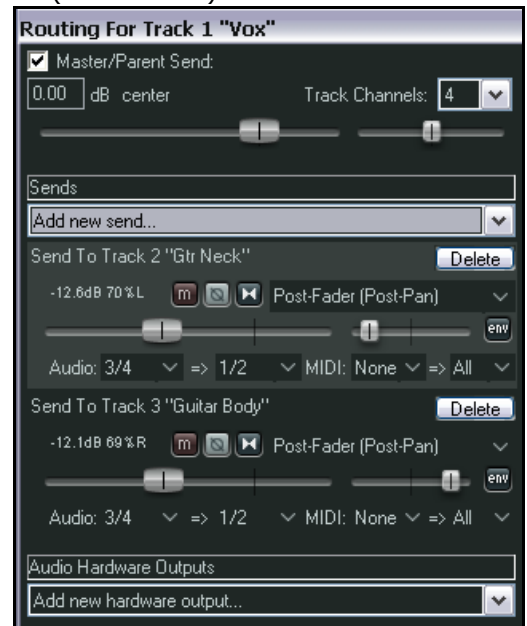 Routing For Track 1 "Vox"
Master/Parent Send:
0.00 dB center Track Channels: 4
Sends
Add new send...
Send To Track 2 "Gtr Neck" Delete
-12.6dB 70%L m Post-Fader (Post-Pan)
env
Audio: 3/4 => 1/2 MIDI: None => All
Send To Track 3 "Guitar Body" Delete
-12.1dB 69%R m Post-Fader (Post-Pan)
env
Audio: 3/4 => 1/2 MIDI: None => All
Audio Hardware Outputs
Add new hardware output...